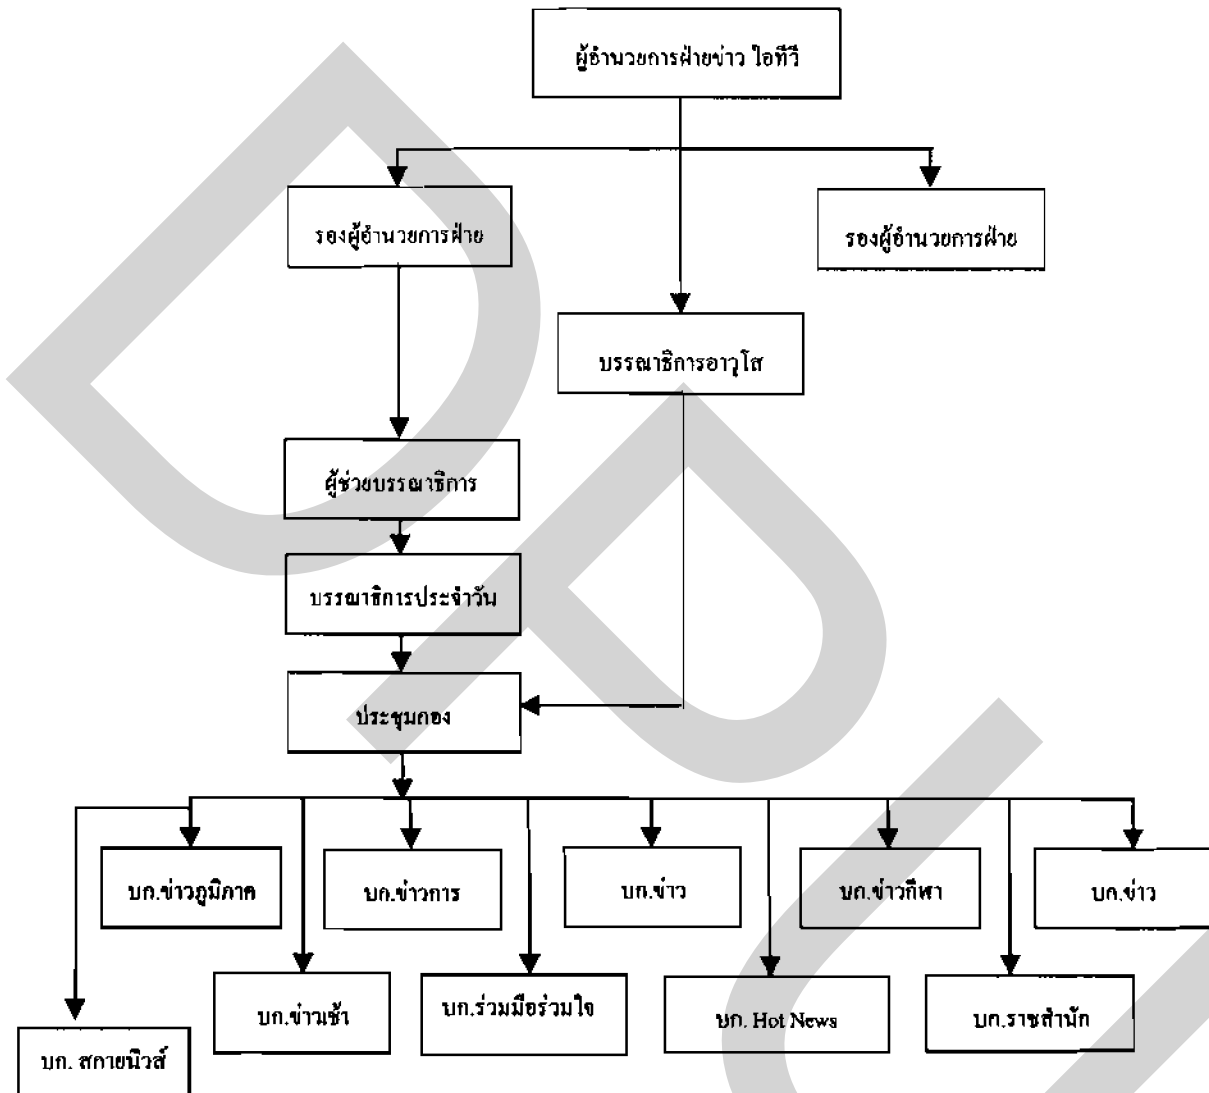 ผู้อำนวยการฝ่ายข่าว ไอทีวี
รองผู้อำนวยการฝ่าย
รองผู้อำนวยการฝ่าย
บรรณาธิการอาวุโส
ผู้ช่วยบรรณาธิการ
บรรณาธิการประจำวัน
ประชุมกอง
บก.ข่าวภูมิภาค
บก.ข่าวการ
บก.ข่าว
บก.ข่าวกีฬา
บก.ข่าว
บก.ข่าวเช้า
บก.ร่วมมือร่วมใจ
บก. Hot News
บก.ราชสำนัก
บก. สกายนิวส์